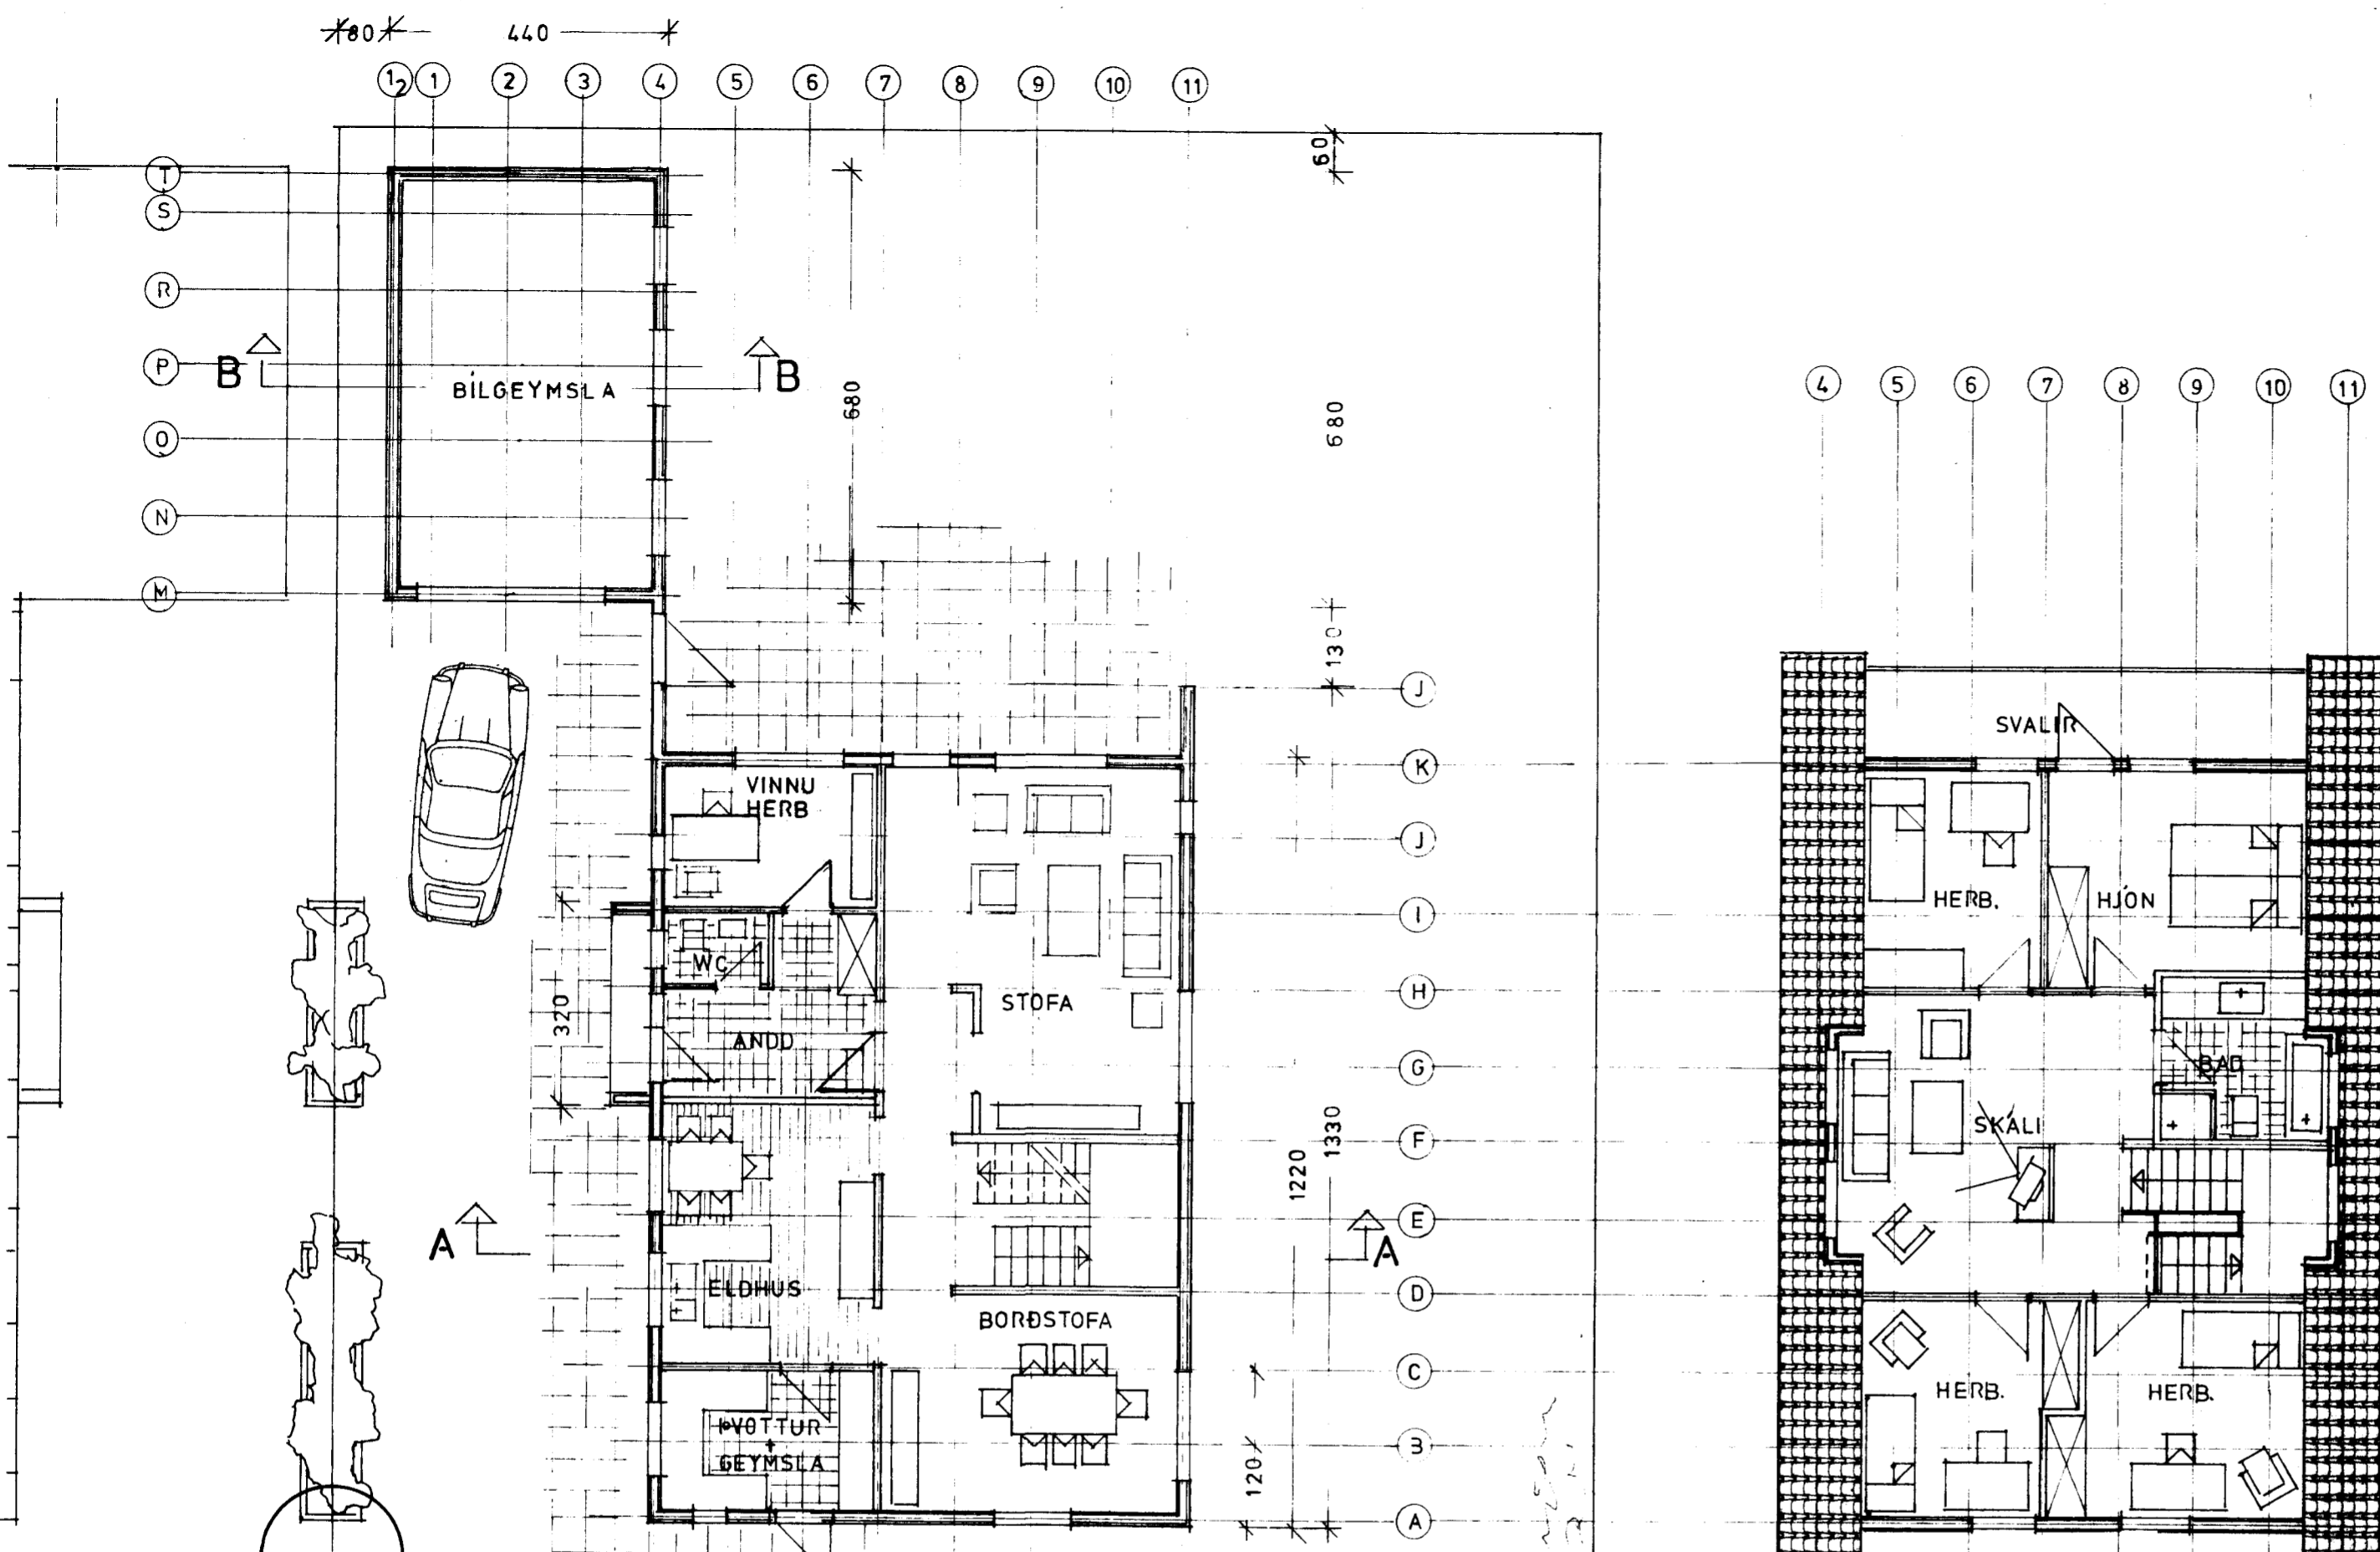 80
440
1 2
1
2
3
4
5
6
7
8
9
10
11
T
S
R
P
O
N
M
60
B
B
BÍLGEYMSLA
680
680
130
4
5
6
7
8
9
10
11
J
K
J
I
H
G
F
E
D
C
B
A
VINNU
HERB
WC
ANDD
STOFA
320
ELDHUS
BORÐSTOFA
ÞVOTTUR
+
GEYMSLA
A
A
1330
1220
120
SVALIR
HERB.
HJÓN
BAÐ
SKÁLI
HERB.
HERB.